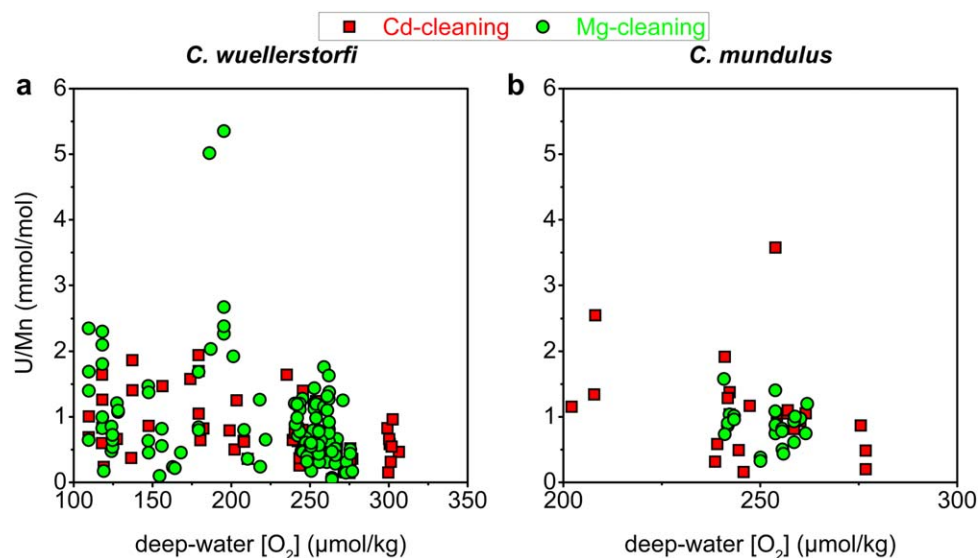 Cd-cleaning Mg-cleaning
C. wuellerstorfi C. mundulus
a b
6 6
5 5
4 4
3 3
2 2
1 1
0 0
100 150 200 250 300 350 200 250 300
U/Mn (mmol/mol)
deep-water [O₂] (μmol/kg) deep-water [O₂] (μmol/kg)